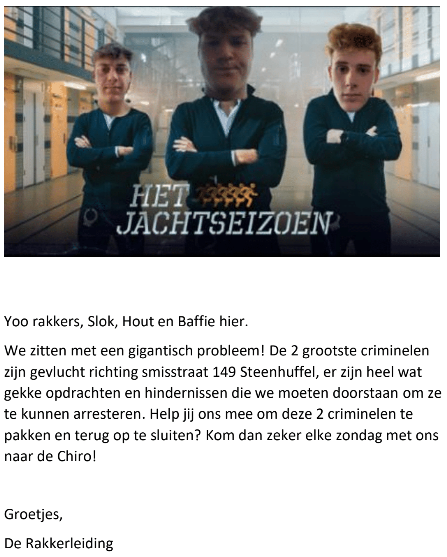 HET
JACHTSEIZOEN
Yoo rakkers, Slok, Hout en Baffie hier.
We zitten met een gigantisch probleem! De 2 grootste criminelen
zijn gevlucht richting smisstraat 149 Steenhuffel, er zijn heel wat
gekke opdrachten en hindernissen die we moeten doorstaan om ze
te kunnen arresteren. Help jij ons mee om deze 2 criminelen te
pakken en terug op te sluiten? Kom dan zeker elke zondag met ons
naar de Chiro!
Groetjes,
De Rakkerleiding